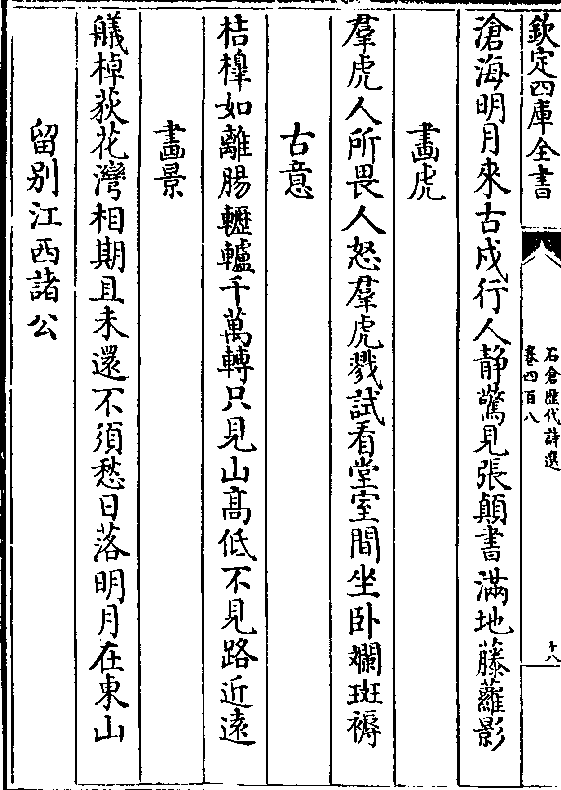 欽定四庫全書
石倉歷代詩選
卷四百八
十八
滄海明月來古戍行人静驚見張顛書滿地藤蘿影
畫虎
羣虎人所畏人怒羣虎戮試看堂室間坐卧斕斑褥
古意
桔槹如離腸轣轤千萬轉只見山髙低不見路近遠
畫景
艤棹荻花灣相期且未還不須愁日落明月在東山
留别江西諸公